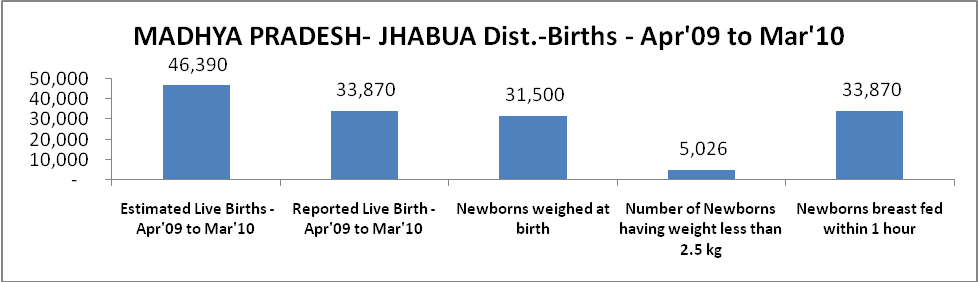 MADHYA PRADESH- JHABUA Dist.-Births - Apr'09 to Mar'10
50,000
40,000
30,000
20,000
10,000
-
46,390
33,870
31,500
5,026
33,870
Estimated Live Births -
Apr'09 to Mar'10
Reported Live Birth -
Apr'09 to Mar'10
Newborns weighed at
birth
Number of Newborns
having weight less than
2.5 kg
Newborns breast fed
within 1 hour